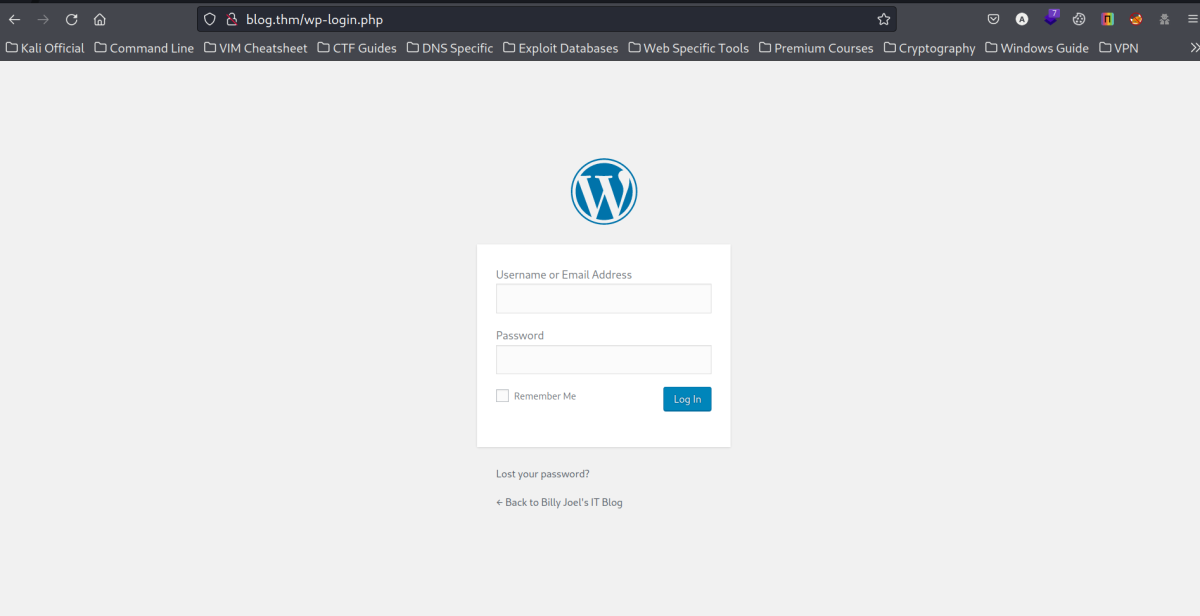 blog.thm/wp-login.php
7
Kali Official Command Line VIM Cheatsheet CTF Guides DNS Specific Exploit Databases Web Specific Tools Premium Courses Cryptography Windows Guide VPN
Username or Email Address
Password
Remember Me
Log In
Lost your password?
← Back to Billy Joel's IT Blog